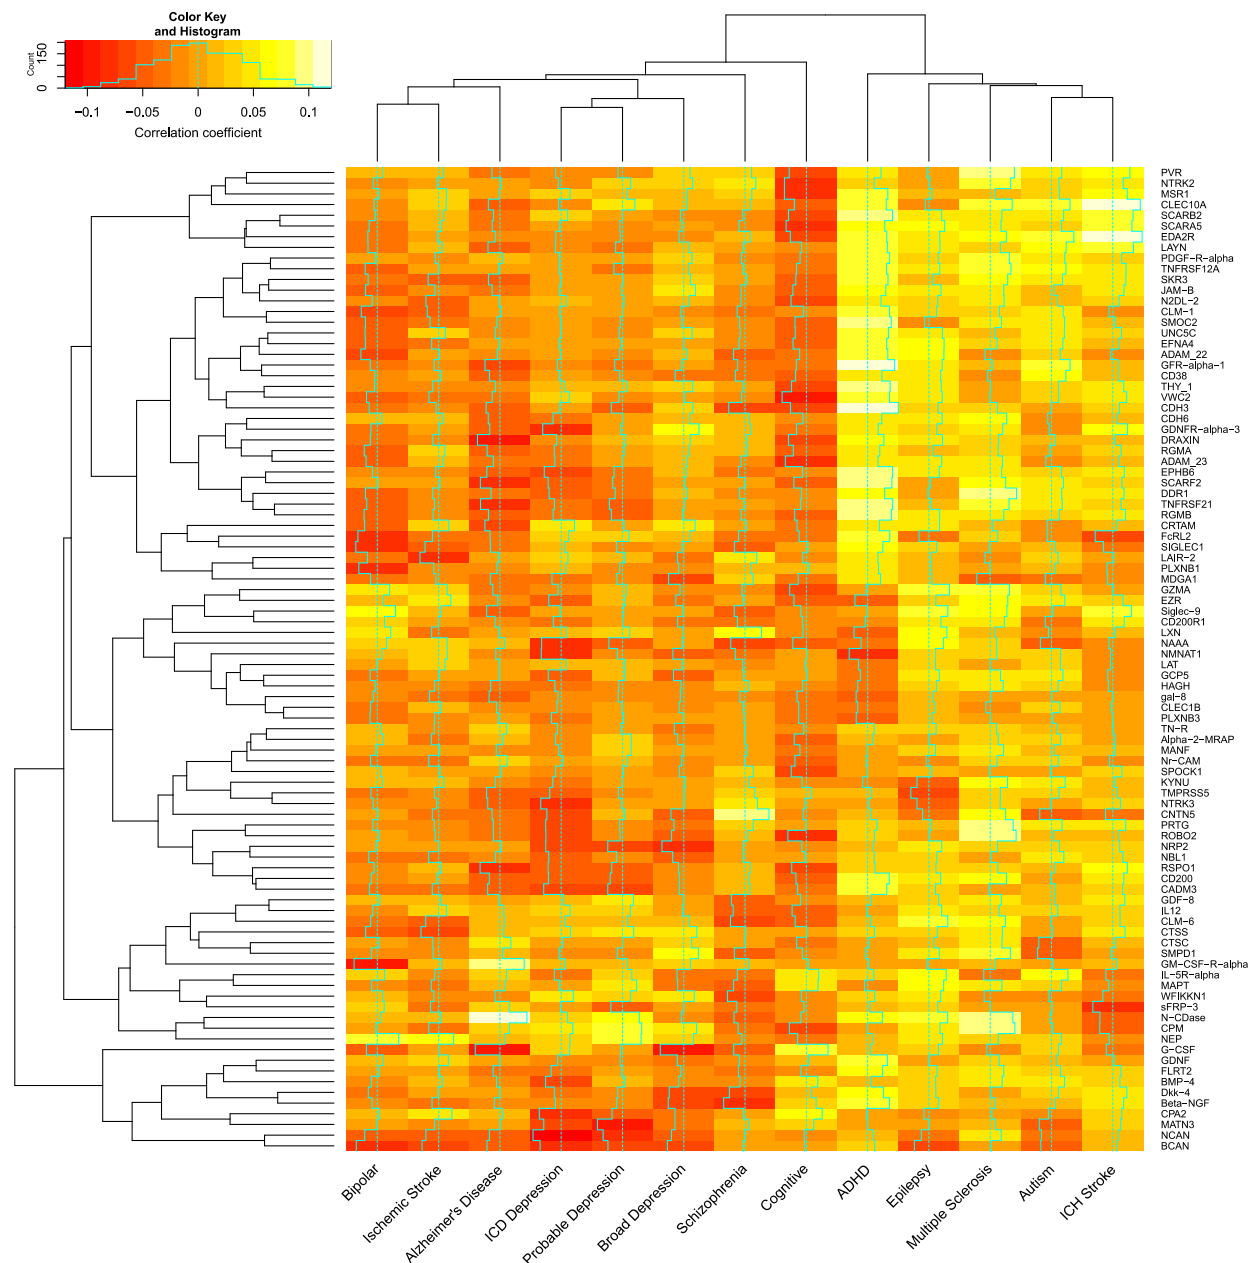 Color Key
and Histogram
Count
0
150
−0.1
−0.05
0
0.05
0.1
Correlation coefficient
PVR
NTRK2
MSR1
CLEC10A
SCARB2
SCARA5
EDA2R
LAYN
PDGF−R−alpha
TNFRSF12A
SKR3
JAM−B
N2DL−2
CLM−1
SMOC2
UNC5C
EFNA4
ADAM_22
GFR−alpha−1
CD38
THY_1
VWC2
CDH3
CDH6
GDNFR−alpha−3
DRAXIN
RGMA
ADAM_23
EPHB6
SCARF2
DDR1
TNFRSF21
RGMB
CRTAM
FcRL2
SIGLEC1
LAIR−2
PLXNB1
MDGA1
GZMA
EZR
Siglec−9
CD200R1
LXN
NAAA
NMNAT1
LAT
GCP5
HAGH
gal−8
CLEC1B
PLXNB3
TN−R
Alpha−2−MRAP
MANF
Nr−CAM
SPOCK1
KYNU
TMPRSS5
NTRK3
CNTN5
PRTG
ROBO2
NRP2
NBL1
RSPO1
CD200
CADM3
GDF−8
IL12
CLM−6
CTSS
CTSC
SMPD1
GM−CSF−R−alpha
IL−5R−alpha
MAPT
WFIKKN1
sFRP−3
N−CDase
CPM
NEP
G−CSF
GDNF
FLRT2
BMP−4
Dkk−4
Beta−NGF
CPA2
MATN3
NCAN
BCAN
Bipolar
Ischemic Stroke
Alzheimer's Disease
ICD Depression
Probable Depression
Broad Depression
Schizophrenia
Cognitive
ADHD
Epilepsy
Multiple Sclerosis
Autism
ICH Stroke